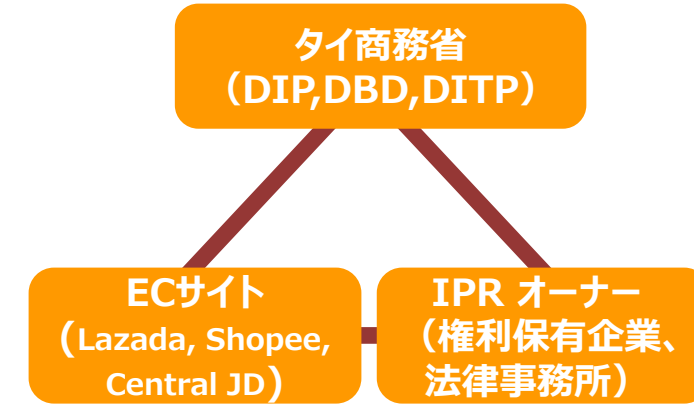 タイ商務省
（DIP,DBD,DITP）
ECサイト
(Lazada, Shopee,
Central JD)
IPR オーナー
（権利保有企業、
法律事務所）